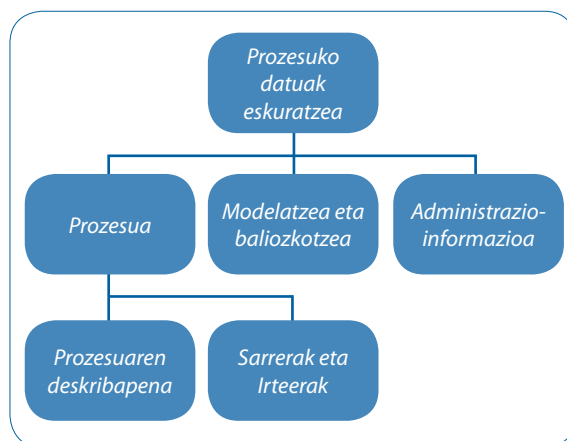 Prozesuko
datuak
eskuratzea
Prozesua
Modelatzea eta
baliozkotzea
Administrazio-
informazioa
Prozesuaren
deskribapena
Sarrerak eta
Irteerak